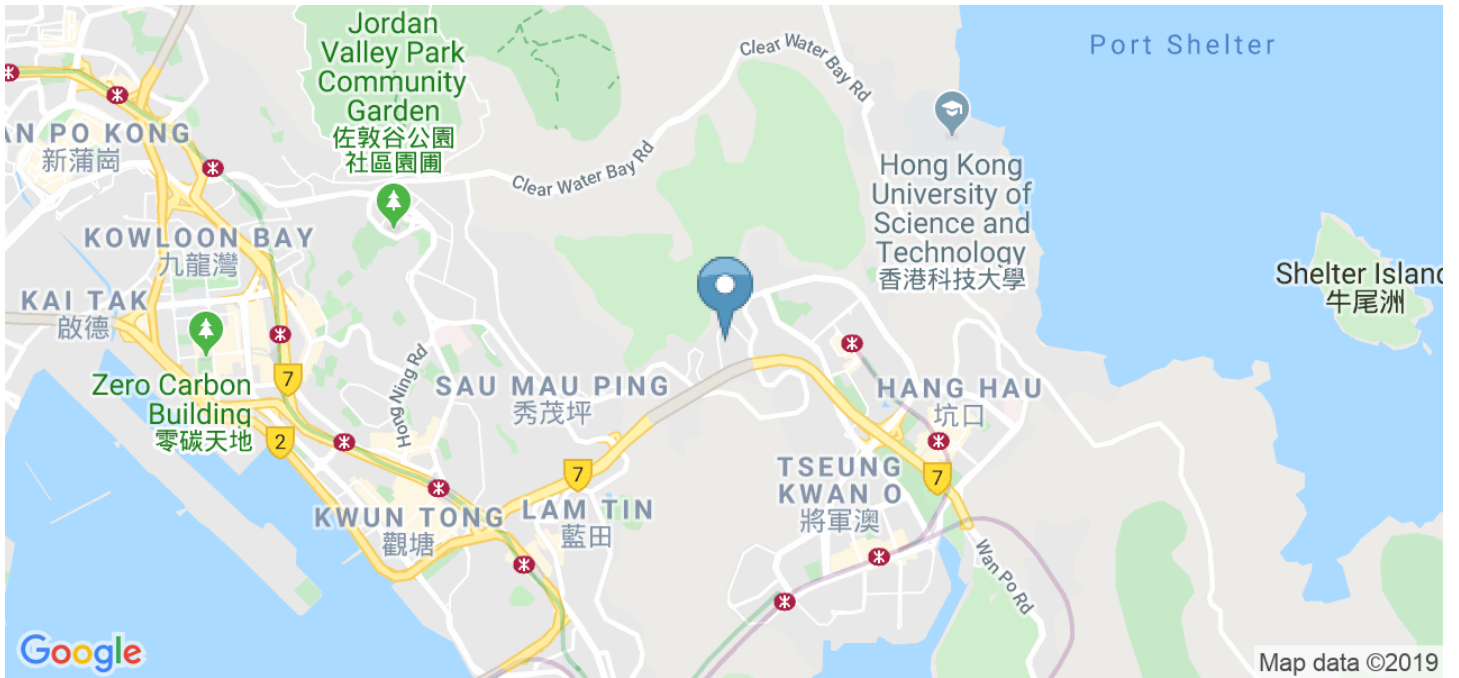 Jordan
Valley Park
Community
Garden
佐敦谷公園
社區園圃
Clear Water Bay Rd
Port Shelter
AN PO KONG
新蒲崗
Clear Water Bay Rd
Hong Kong
University of
Science and
Technology
香港科技大學
KOWLOON BAY
九龍灣
KAI TAK
啟德
Shelter Island
牛尾洲
Zero Carbon
Building
零碳天地
7
2
Hong Ning Rd
SAU MAU PING
秀茂坪
HANG HAU
坑口
7
TSEUNG
KWAN O
將軍澳
7
KWUN TONG
觀塘
LAM TIN
藍田
Wan Po Rd
Google
Map data ©2019